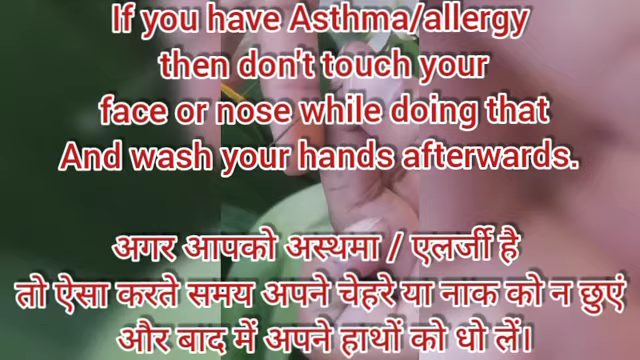 If you have Asthma/allergy
then don't touch your
face or nose while doing that
And wash your hands afterwards.
अगर आपको अस्थमा / एलर्जी है
तो ऐसा करते समय अपने चेहरे या नाक को न छुएं
और बाद में अपने हाथों को धो लें।